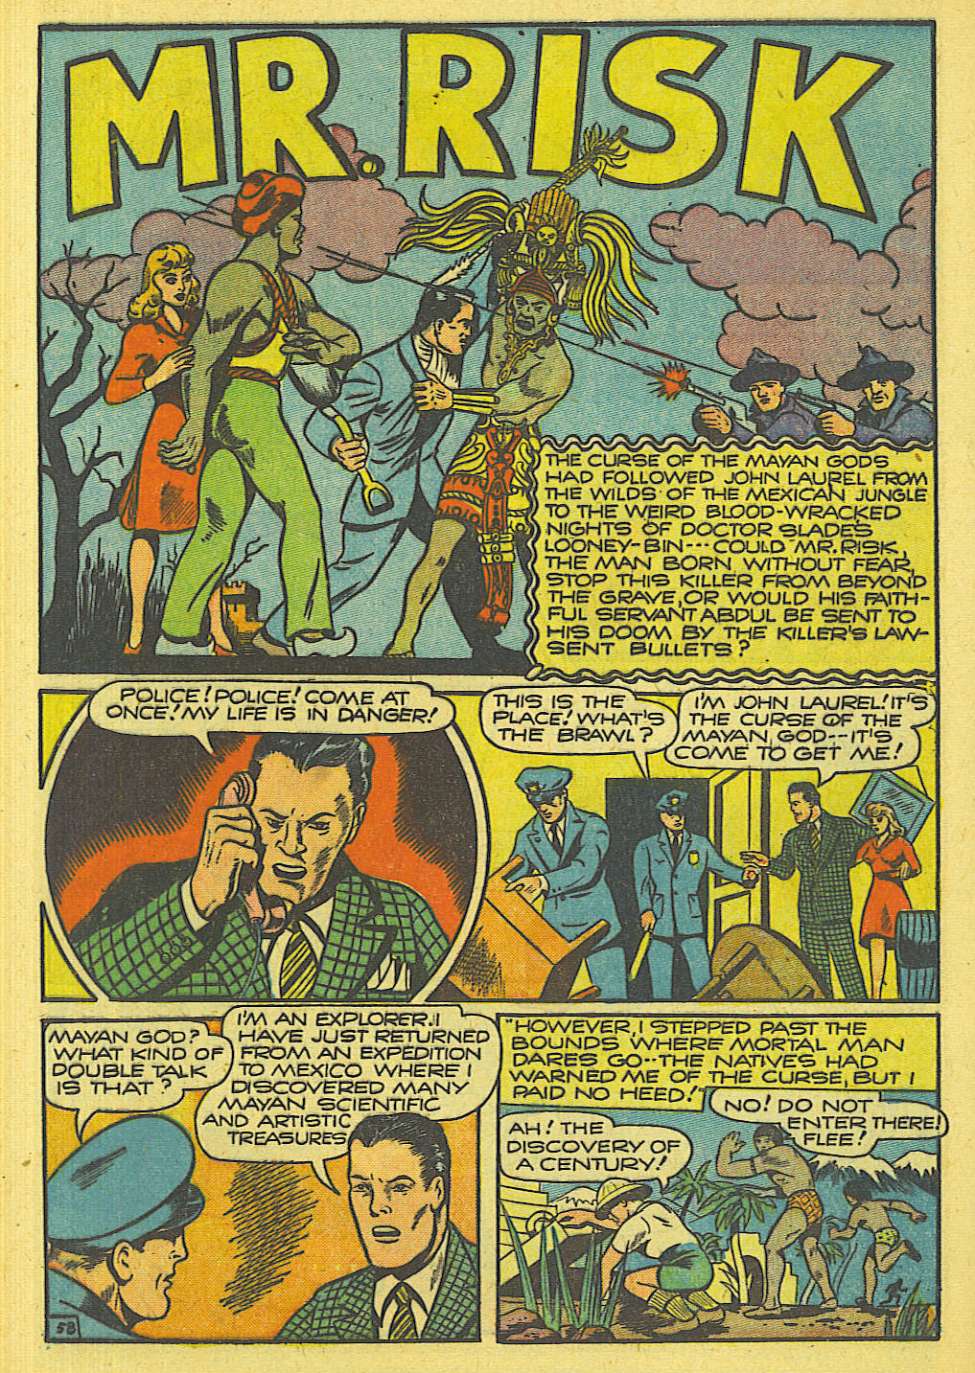 MR. RISK
THE CURSE OF THE MAYAN GODS
HAD FOLLOWED JOHN LAUREL FROM
THE WILDS OF THE MEXICAN JUNGLE
TO THE WEIRD BLOOD-WRACKED
NIGHTS OF DOCTOR SLADE'S
LOONEY-BIN--- COULD MR. RISK,
THE MAN BORN WITHOUT FEAR,
STOP THIS KILLER FROM BEYOND
THE GRAVE, OR WOULD HIS FAITH-
FUL SERVANT ABDUL BE SENT TO
HIS DOOM BY THE KILLER'S LAW-
SENT BULLETS?
POLICE! POLICE! COME AT
ONCE! MY LIFE IS IN DANGER!
THIS IS THE
PLACE! WHAT'S
THE BRAWL?
I'M JOHN LAUREL! IT'S
THE CURSE OF THE
MAYAN GOD-- IT'S
COME TO GET ME!
MAYAN GOD?
WHAT KIND OF
DOUBLE TALK
IS THAT?
I'M AN EXPLORER. I
HAVE JUST RETURNED
FROM AN EXPEDITION
TO MEXICO WHERE I
DISCOVERED MANY
MAYAN SCIENTIFIC
AND ARTISTIC
TREASURES
"HOWEVER, I STEPPED PAST THE
BOUNDS WHERE MORTAL MAN
DARES GO-- THE NATIVES HAD
WARNED ME OF THE CURSE, BUT I
PAID NO HEED!"
AH! THE
DISCOVERY OF
A CENTURY!
NO! DO NOT
ENTER THERE!
FLEE!
58